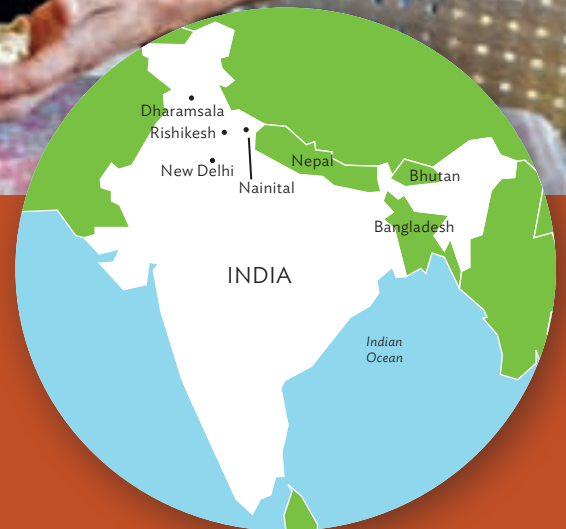 Dharamsala
Rishikesh
New Delhi
Nainital
Nepal
Bhutan
Bangladesh
INDIA
Indian
Ocean